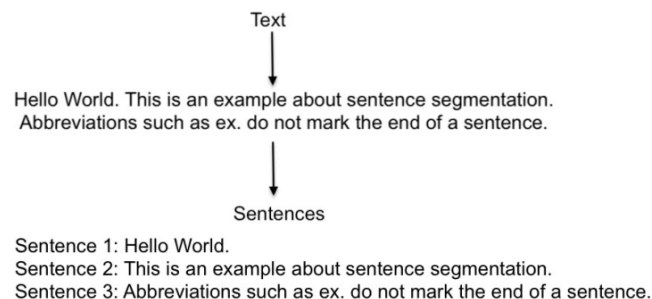 Text
Hello World. This is an example about sentence segmentation.
Abbreviations such as ex. do not mark the end of a sentence.
Sentences
Sentence 1: Hello World.
Sentence 2: This is an example about sentence segmentation.
Sentence 3: Abbreviations such as ex. do not mark the end of a sentence.